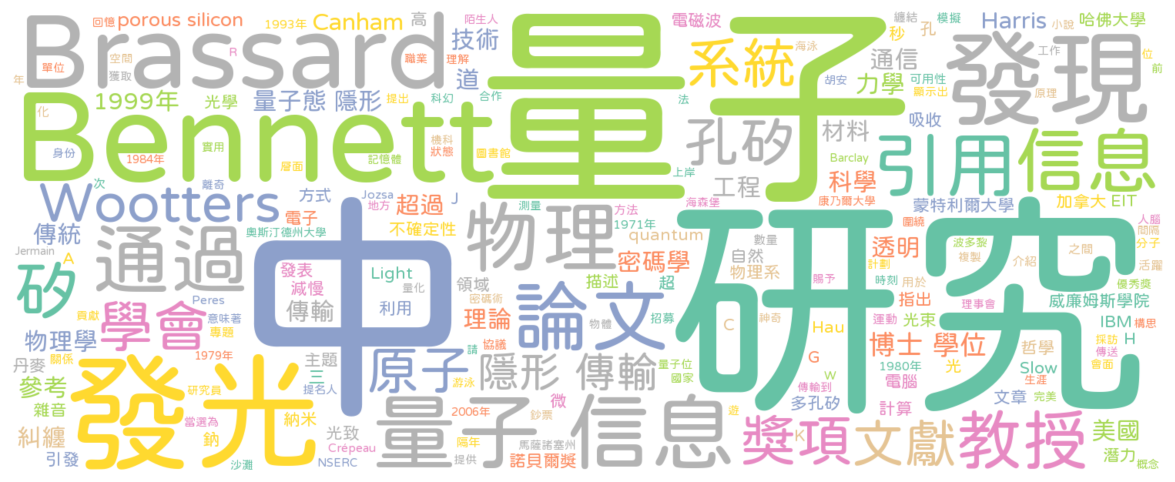 回憶 porous silicon 1993年 Canham 高 陌生人 電磁波 秒 纏結 孔 模擬 Harris 小說 哈佛大學
Brassard 量子 系統 發現
單位 空間 獲取 R 職業 理解 技術 道 海泳 通信 工作 位 前
年 化 1999年 光學 量子態 隱形 提出 科幻 合作 法 胡安 力學 可用性 顯示出 原理
Bennett 孔矽 材料 吸收 引用 信息
身份 1984年 實用 層面 記憶體 機科 狀態 圖書館 上岸 Barclay
次 離奇 方式 Jozsa 地方 J 超過 測量 海森堡 工程 科學 康乃爾大學 蒙特利爾大學 加拿大 EIT
Wootters 電子 奧斯汀德州大學 不確定性 方法 1971年 數量 圍繞 人腦 間隔
傳統 Jermain A 通過 中 物理 quantum 自然 物理系 密碼學 研究 透明 波多黎 複製 之間 分子
矽 發表 減慢 Light 量化 領域 描述 超 賜予 計劃 時刻 用於 介紹 活躍 優秀獎
Peres 貢獻 學會 意味著 專題 傳輸 利用 密碼術 理論 論文 物體 招募 C 神奇 Hau 運動 光束 指出 理事會 威廉姆斯學院
物理學 1979年 協議 請 G 博士 學位 IBM 構思 H
丹麥 關係 發光 主題 三 原子 隱形 傳輸 量子位 國家 W 1980年 電腦 哲學 光 採訪 傳送 會面
參考 研究員 提名人 游泳 傳輸到 Slow 生涯
雜音 當選為 納米 微 鈔票 遊 多孔矽 計算 文章 完美
糾纏 鈉 光致 量子 信息 2006年 隔年 馬薩諸塞州 獎項 K 文獻 教授 美國
引發 沙灘 NSERC Crépeau 提供 諾貝爾獎 潛力 概念